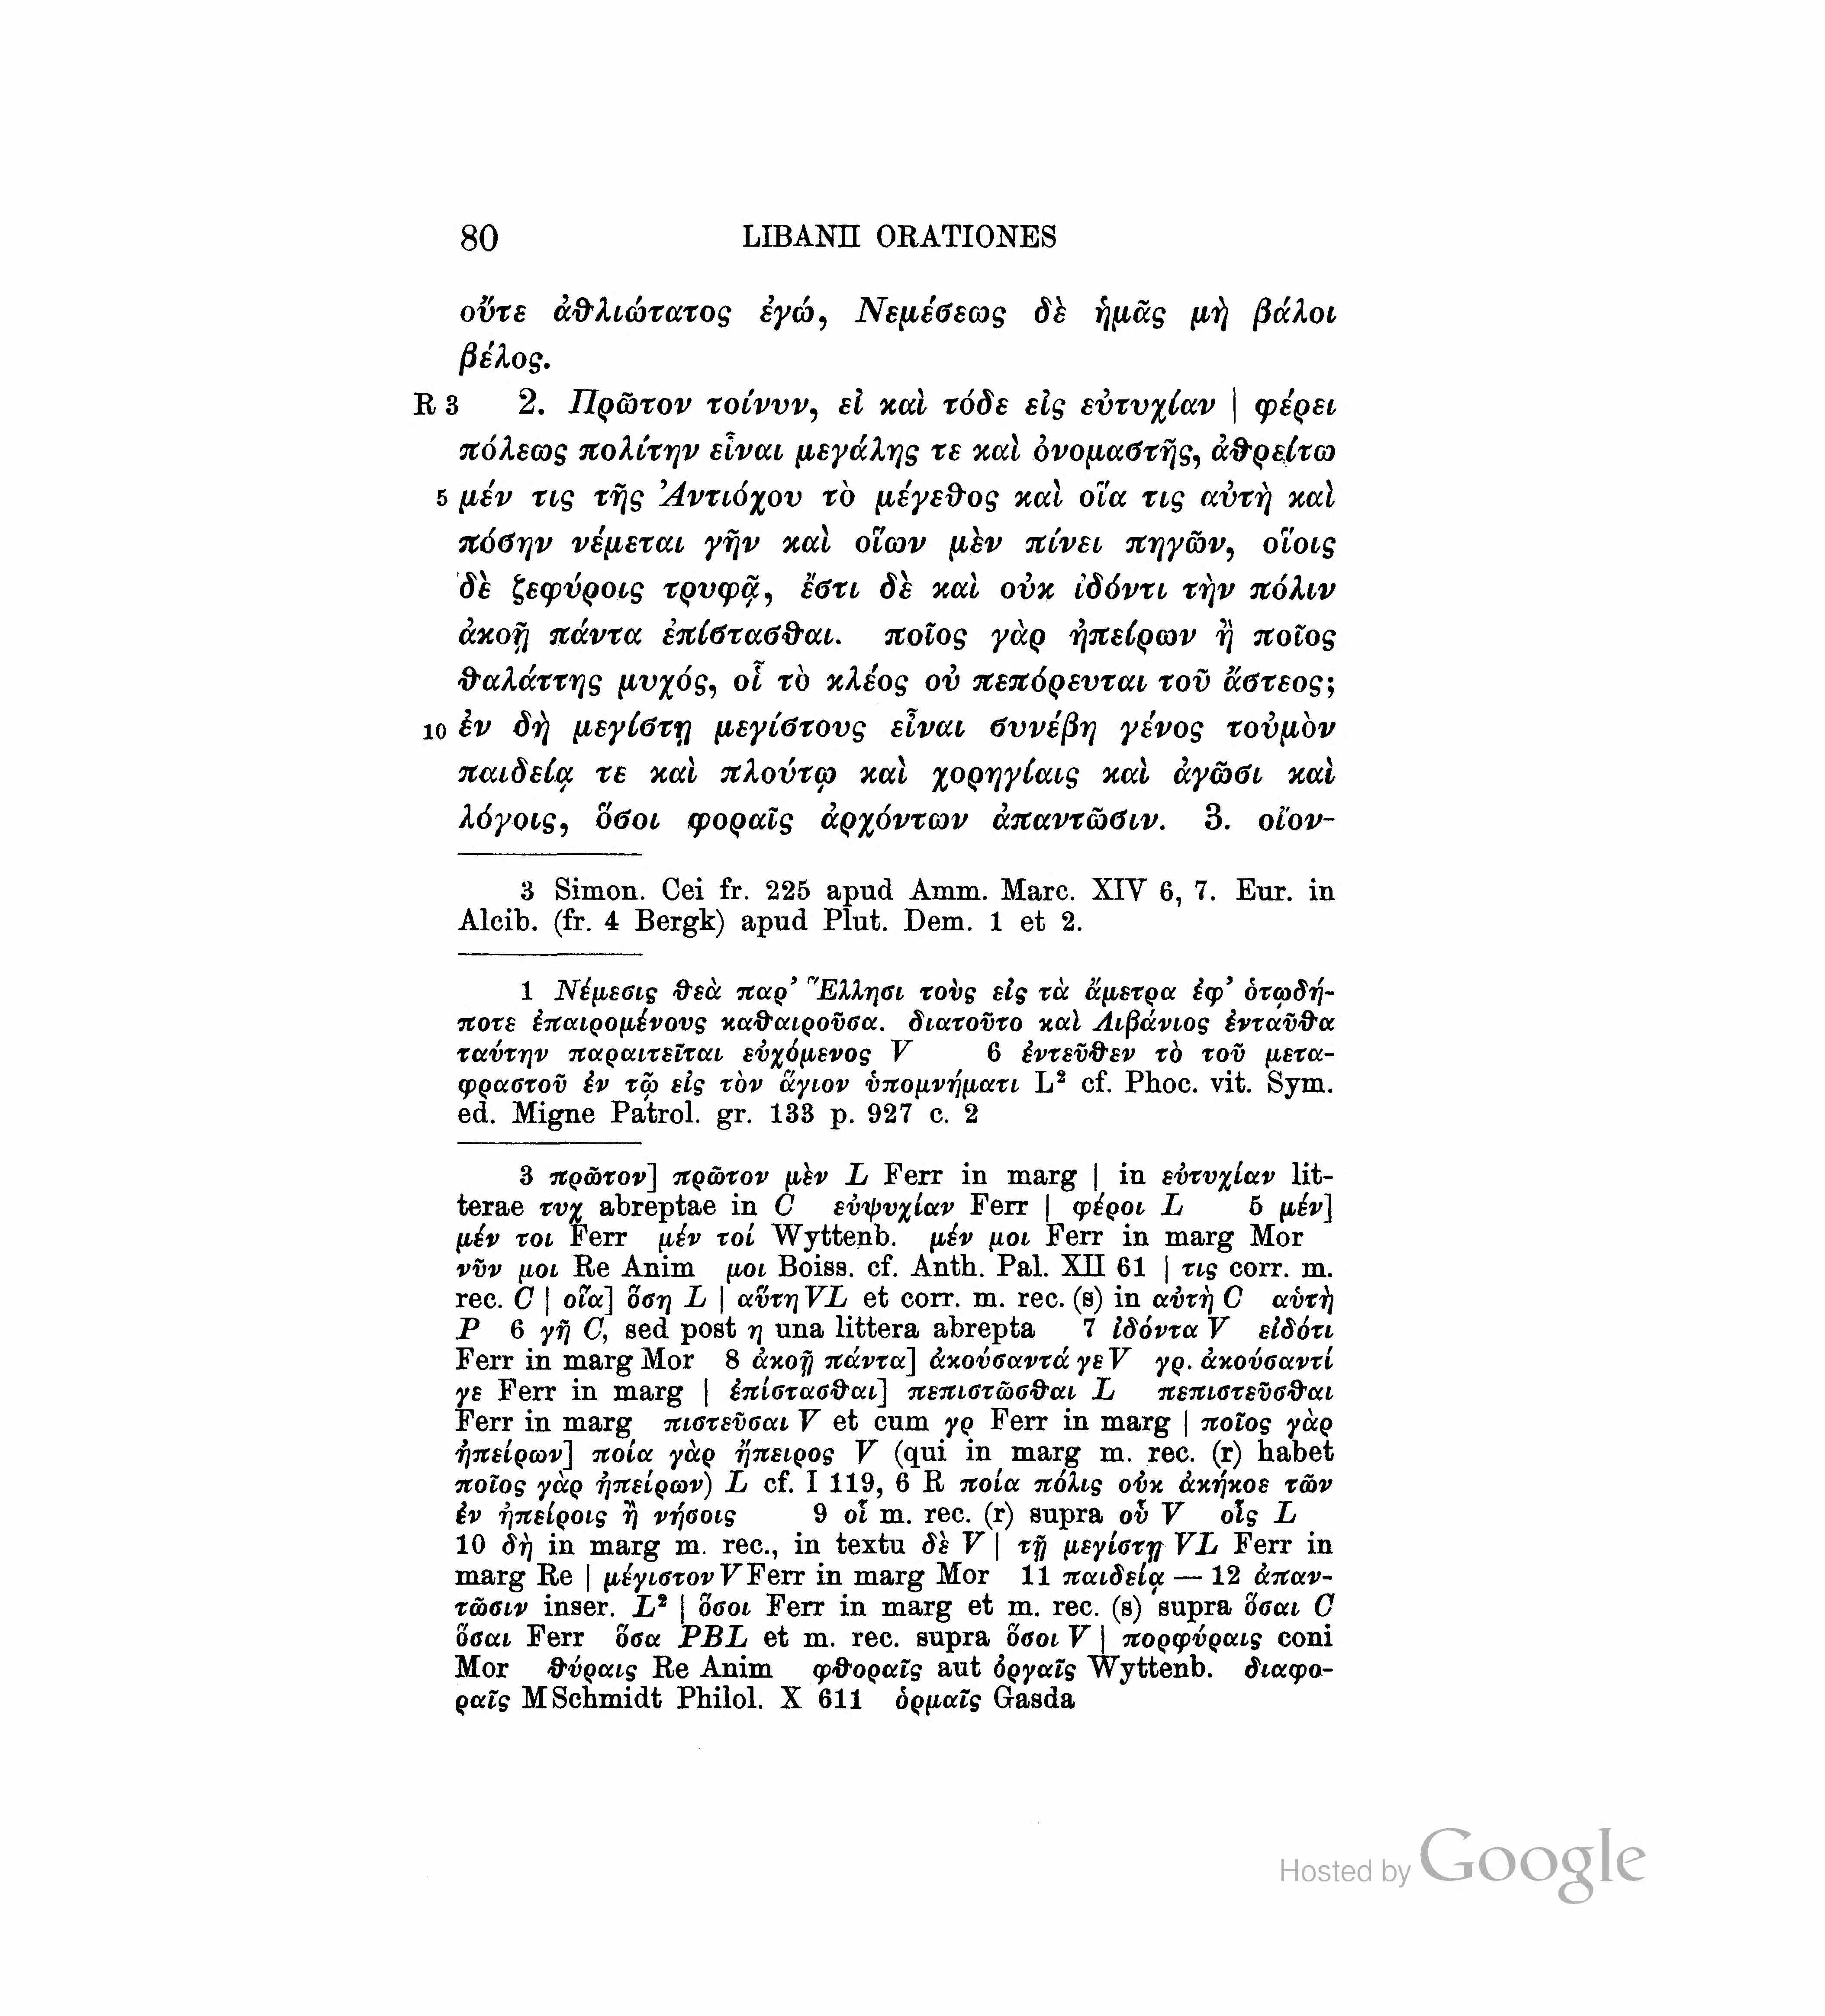 80 LIBANII ORATIONES
οὔτε ἀθλιώτατος ἐγώ, Νεμέσεως δὲ ἡμᾶς μὴ βάλοι
βέλος.
R 3 2. Πρῶτον τοίνυν, εἰ καὶ τόδε εἰς εὐτυχίαν | φέρει
πόλεως πολίτην εἶναι μεγάλης τε καὶ ὀνομαστῆς, ἀθρείτω
5 μέν τις τῆς Ἀντιόχου τὸ μέγεθος καὶ οἵα τις αὐτὴ καὶ
πόσην νέμεται γῆν καὶ οἵων μὲν πίνει πηγῶν, οἵοις
δὲ ζεφύροις τρυφᾷ, ἔστι δὲ καὶ οὐκ ἰδόντι τὴν πόλιν
ἀκοῇ πάντα ἐπίστασθαι. ποῖος γὰρ ἠπείρων ἢ ποῖος
θαλάττης μυχός, οἷ τὸ κλέος οὐ πεπόρευται τοῦ ἄστεος;
10 ἐν δὴ μεγίστῃ μεγίστους εἶναι συνέβη γένος τοὐμὸν
παιδείᾳ τε καὶ πλούτῳ καὶ χορηγίαις καὶ ἀγῶσι καὶ
λόγοις, ὅσοι φοραῖς ἀρχόντων ἀπαντῶσιν. 3. οἴον-
3 Simon. Cei fr. 225 apud Amm. Marc. XIV 6, 7. Eur. in
Alcib. (fr. 4 Bergk) apud Plut. Dem. 1 et 2.
1 Νέμεσις θεὰ παρ’ Ἕλλησι τοὺς εἰς τὰ ἄμετρα ἐφ’ ὁτῳδή-
ποτε ἐπαιρομένους καθαιροῦσα. διατοῦτο καὶ Λιβάνιος ἐνταῦθα
ταύτην παραιτεῖται εὐχόμενος V 6 ἐντεῦθεν τὸ τοῦ μετα-
φραστοῦ ἐν τῷ εἰς τὸν ἅγιον ὑπομνήματι L² cf. Phoc. vit. Sym.
ed. Migne Patrol. gr. 133 p. 927 c. 2
3 πρῶτον] πρῶτον μὲν L Ferr in marg | in εὐτυχίαν lit-
terae τυχ abreptae in C εὐψυχίαν Ferr | φέροι L 5 μέν]
μέν τοι Ferr μέν τοί Wyttenb. μέν μοι Ferr in marg Mor
νῦν μοι Re Anim μοι Boiss. cf. Anth. Pal. XII 61 | τις corr. m.
rec. C | οἵα] ὅση L | αὕτη VL et corr. m. rec. (s) in αὐτὴ C αὑτὴ
P 6 γῆ C, sed post η una littera abrepta 7 ἰδόντα V εἰδότι
Ferr in marg Mor 8 ἀκοῇ πάντα] ἀκούσαντά γε V γρ. ἀκούσαντί
γε Ferr in marg | ἐπίστασθαι] πεπιστῶσθαι L πεπιστεῦσθαι
Ferr in marg πιστεῦσαι V et cum γρ Ferr in marg | ποῖος γὰρ
ἠπείρων] ποία γὰρ ἤπειρος V (qui in marg m. rec. (r) habet
ποῖος γὰρ ἠπείρων) L cf. I 119, 6 R ποία πόλις οὐκ ἀκήκοε τῶν
ἐν ἠπείροις ἢ νήσοις 9 οἷ m. rec. (r) supra οὗ V οἷς L
10 δὴ in marg m. rec., in textu δὲ V | τῇ μεγίστῃ VL Ferr in
marg Re | μέγιστον V Ferr in marg Mor 11 παιδείᾳ — 12 ἀπαν-
τῶσιν inser. L² | ὅσοι Ferr in marg et m. rec. (s) supra ὅσαι C
ὅσαι Ferr ὅσα PBL et m. rec. supra ὅσοι V | πορφύραις coni
Mor θύραις Re Anim φθοραῖς aut ὀργαῖς Wyttenb. διαφο-
ραῖς MSchmidt Philol. X 611 ὁρμαῖς Gasda
Hosted by Google